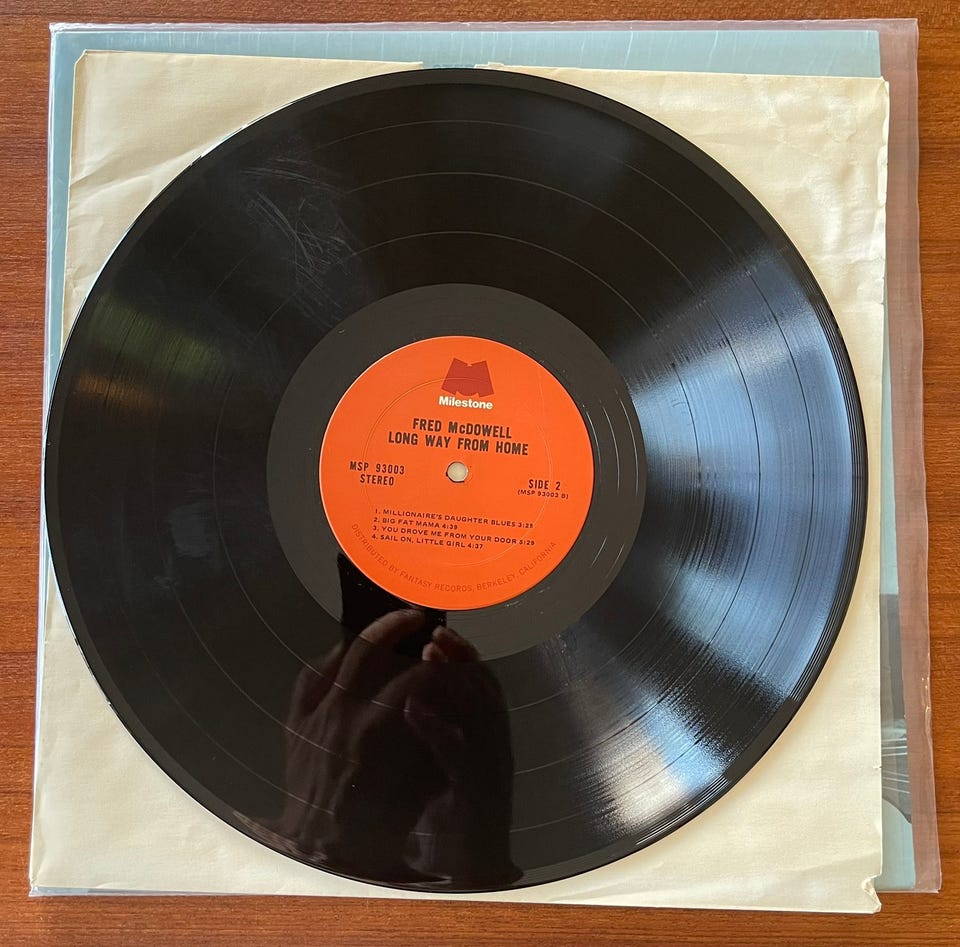 Milestone
FRED McDOWELL
LONG WAY FROM HOME
MSP 93003
STEREO
SIDE 2
(MSP 93003 B)
1. MILLIONAIRE'S DAUGHTER BLUES 3:25
2. BIG FAT MAMA 4:39
3. YOU DROVE ME FROM YOUR DOOR 5:29
4. SAIL ON, LITTLE GIRL 4:37
DISTRIBUTED BY FANTASY RECORDS, BERKELEY, CALIFORNIA